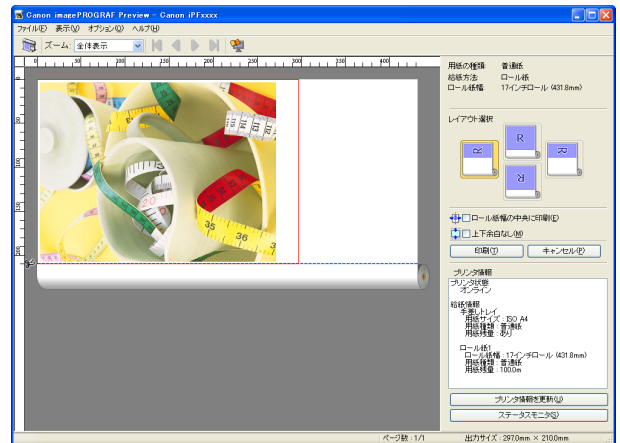 Canon imagePROGRAF Preview - Canon iPFxxxx
ファイル(F) 表示(V) オプション(O) ヘルプ(H)
ズーム: 全体表示
0 50 100 150 200 250 300 350 400
用紙の種類: 普通紙
給紙方法: ロール紙
ロール紙幅: 17インチロール (431.8mm)
レイアウト選択
R
R
R
R
ロール紙幅の中央に印刷(E)
上下余白なし(M)
印刷(T) キャンセル(P)
プリンタ情報
プリンタ状態
オンライン
給紙情報
手差しトレイ
用紙サイズ : ISO A4
用紙種類 : 普通紙
用紙残量 : あり
ロール紙1
ロール紙幅 : 17インチロール (431.8mm)
用紙種類 : 普通紙
用紙残量 : 100.0m
プリンタ情報を更新(U)
ステータスモニタ(S)
ページ数 : 1/1 出力サイズ : 297.0mm × 210.0mm